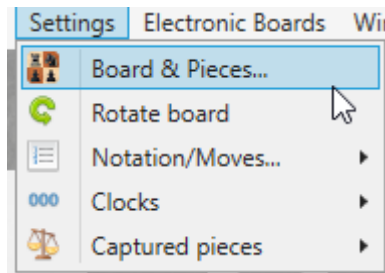 Settings Electronic Boards
Board & Pieces...
Rotate board
Notation/Moves...
000 Clocks
Captured pieces